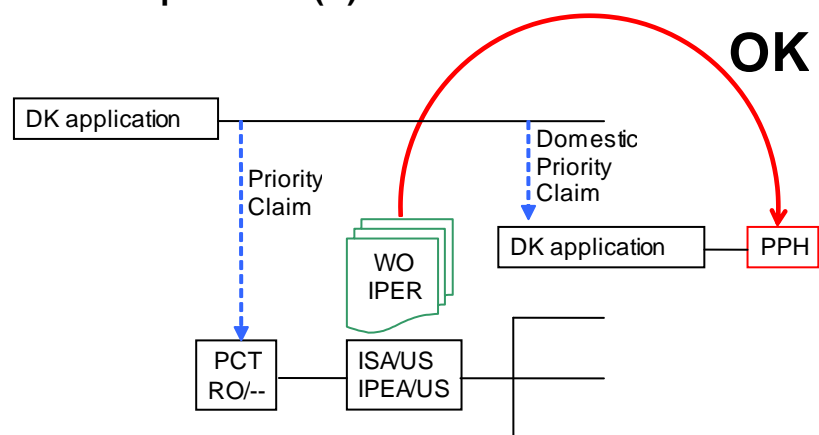 OK
DK application
Priority
Claim
Domestic
Priority
Claim
DK application
PPH
WO
IPER
PCT
RO/--
ISA/US
IPEA/US